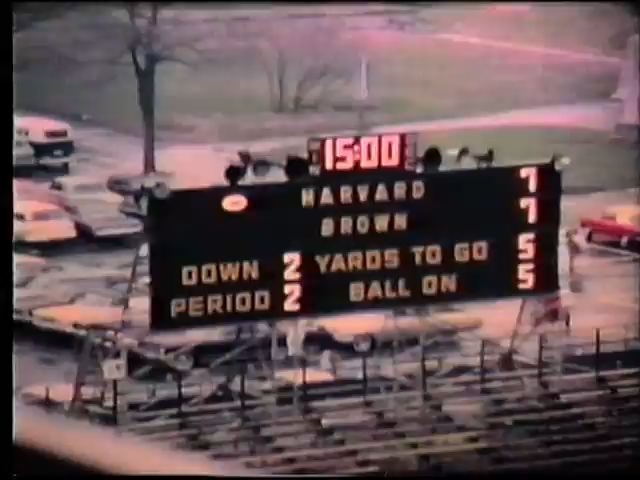 15:00
HARVARD 7
BROWN 7
DOWN 2 YARDS TO GO 5
PERIOD 2 BALL ON 5